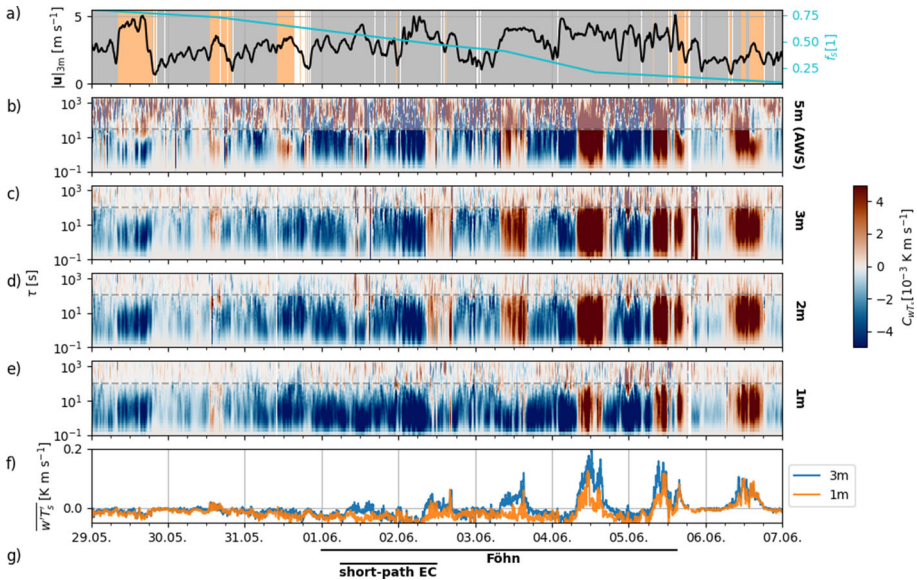 a)
5
0
|u|3m [m s⁻¹]
0.75
0.50
0.25
fs[1]
b)
10³
10¹
10⁻¹
5m (AWS)
c)
10³
10¹
10⁻¹
3m
τ [s]
d)
10³
10¹
10⁻¹
2m
e)
10³
10¹
10⁻¹
1m
4
2
0
−2
−4
CwTs[10⁻³ K m s⁻¹]
f)
0.2
0.0
w'T's [K m s⁻¹]
3m
1m
29.05. 30.05. 31.05. 01.06. 02.06. 03.06. 04.06. 05.06. 06.06. 07.06.
g)
Föhn
short-path EC